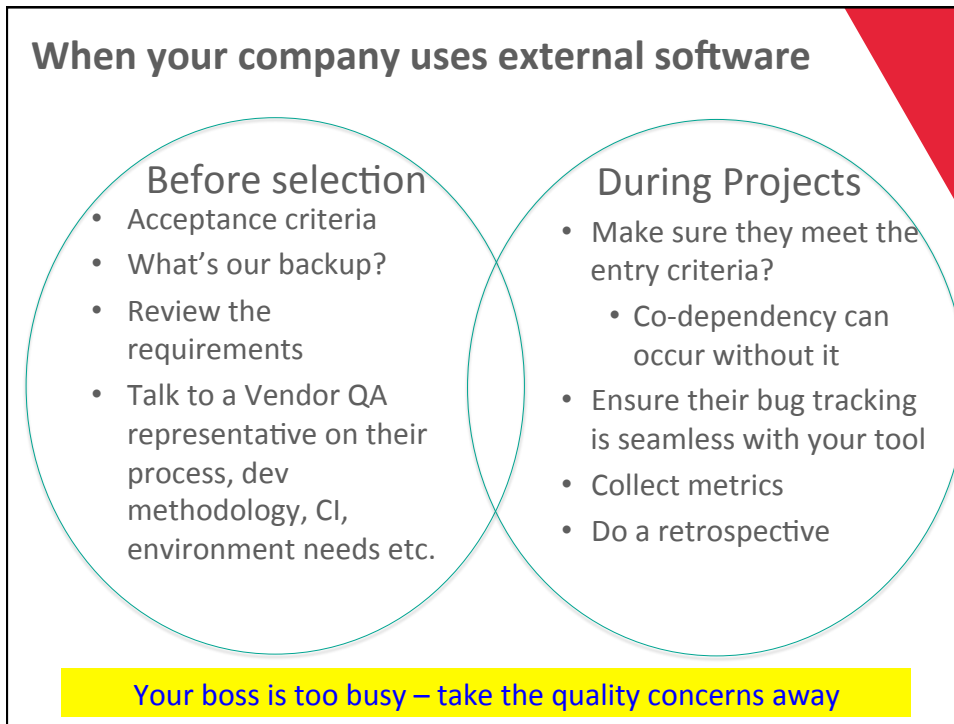 When your company uses external software
Before selection
• Acceptance criteria
• What's our backup?
• Review the
requirements
• Talk to a Vendor QA
representative on their
process, dev
methodology, CI,
environment needs etc.
During Projects
• Make sure they meet the
entry criteria?
• Co-dependency can
occur without it
• Ensure their bug tracking
is seamless with your tool
• Collect metrics
• Do a retrospective
Your boss is too busy – take the quality concerns away